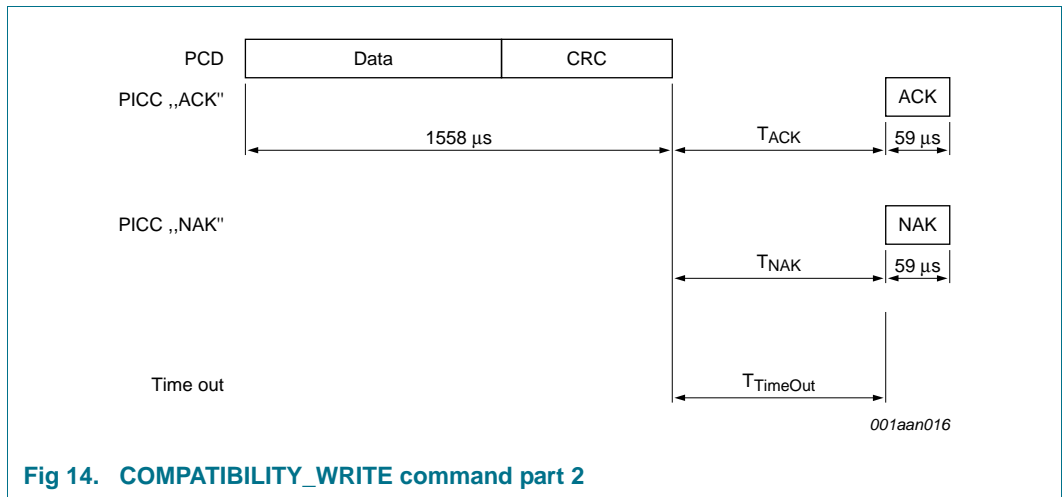 PCD Data CRC
PICC ,,ACK" ACK
1558 μs TACK 59 μs
PICC ,,NAK" NAK
TNAK 59 μs
Time out TTimeOut
001aan016
Fig 14. COMPATIBILITY_WRITE command part 2